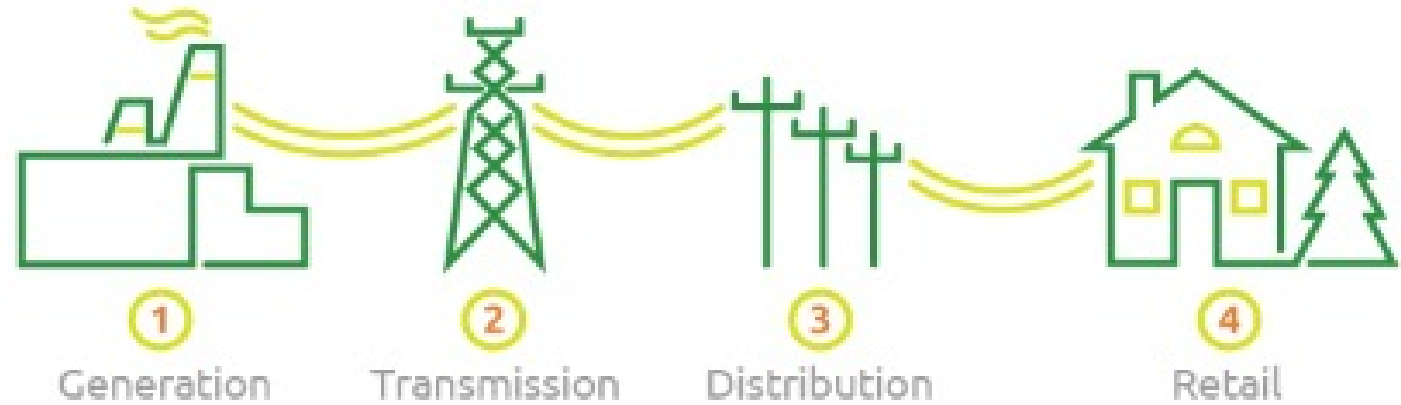 1
2
3
4
Generation
Transmission
Distribution
Retail